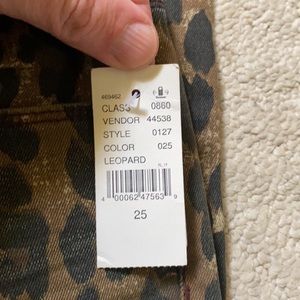 469462
CLASS 0860
VENDOR 44538
STYLE 0127
COLOR 025
LEOPARD
4 00062 47563 9
25